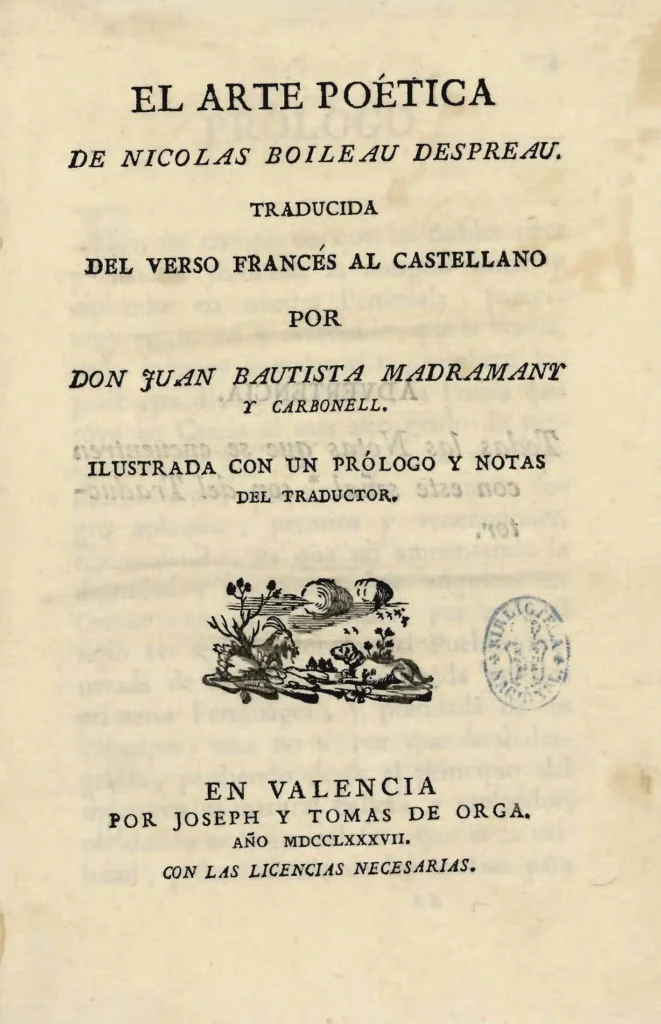 EL ARTE POÉTICA
DE NICOLAS BOILEAU DESPREAU.
TRADUCIDA
DEL VERSO FRANCÉS AL CASTELLANO
POR
DON JUAN BAUTISTA MADRAMANY
Y CARBONELL.
ILUSTRADA CON UN PRÓLOGO Y NOTAS
DEL TRADUCTOR.
EN VALENCIA
POR JOSEPH Y TOMAS DE ORGA.
AÑO MDCCLXXXVII.
CON LAS LICENCIAS NECESARIAS.